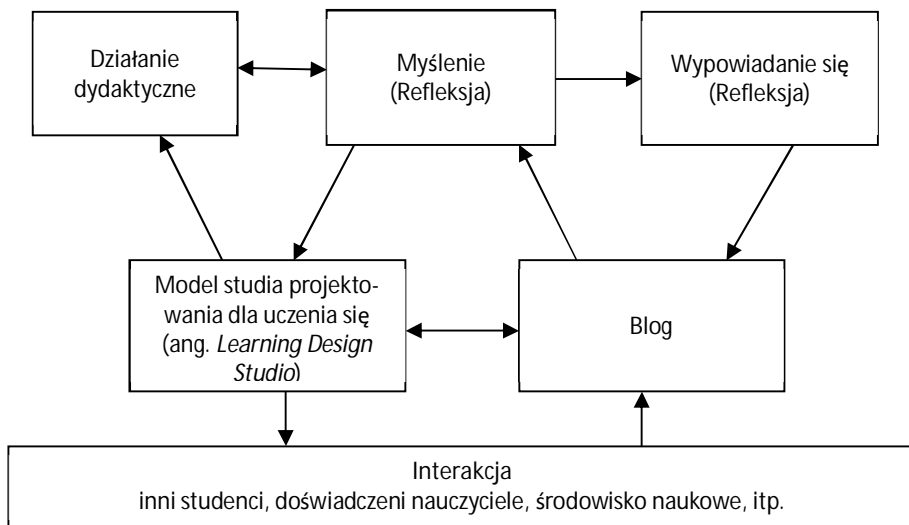 Działanie
dydaktyczne
Myślenie
(Refleksja)
Wypowiadanie się
(Refleksja)
Model studia projekto-
wania dla uczenia się
(ang. Learning Design
Studio)
Blog
Interakcja
inni studenci, doświadczeni nauczyciele, środowisko naukowe, itp.